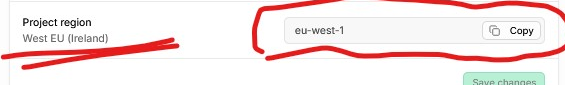 Project region
West EU (Ireland)
eu-west-1
Copy
Save changes